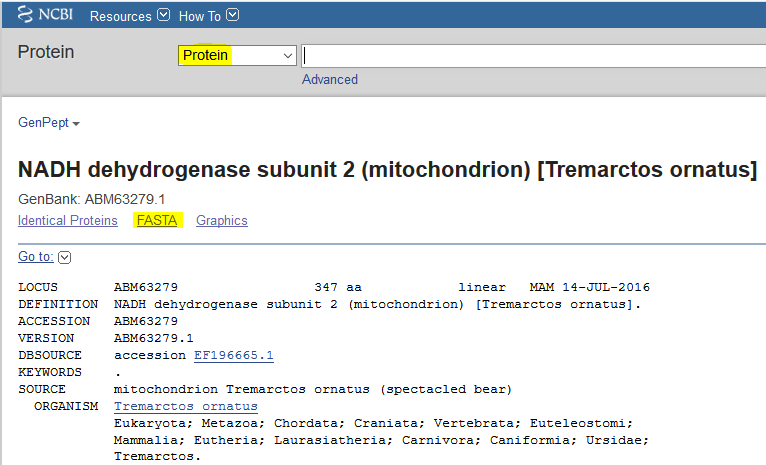 NCBI Resources How To
Protein Protein
Advanced
GenPept
NADH dehydrogenase subunit 2 (mitochondrion) [Tremarctos ornatus]
GenBank: ABM63279.1
Identical Proteins FASTA Graphics
Go to:
LOCUS ABM63279 347 aa linear MAM 14-JUL-2016
DEFINITION NADH dehydrogenase subunit 2 (mitochondrion) [Tremarctos ornatus].
ACCESSION ABM63279
VERSION ABM63279.1
DBSOURCE accession EF196665.1
KEYWORDS .
SOURCE mitochondrion Tremarctos ornatus (spectacled bear)
ORGANISM Tremarctos ornatus
Eukaryota; Metazoa; Chordata; Craniata; Vertebrata; Euteleostomi;
Mammalia; Eutheria; Laurasiatheria; Carnivora; Caniformia; Ursidae;
Tremarctos.